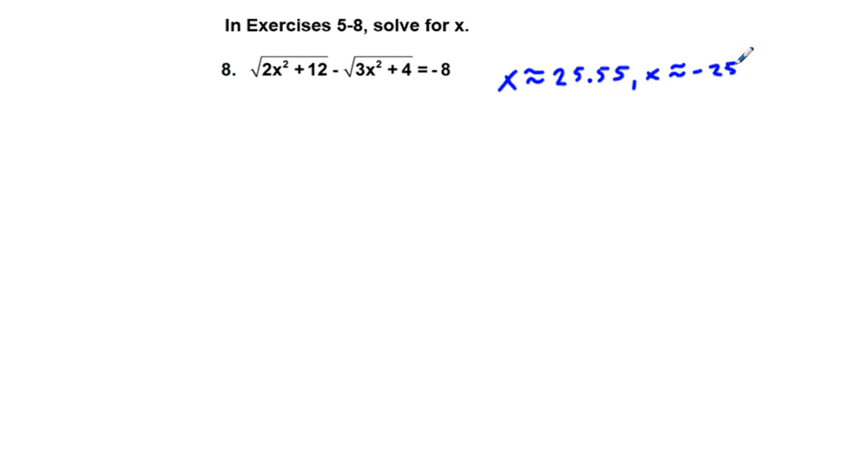 In Exercises 5-8, solve for x.
8. √2x² + 12 - √3x² + 4 = - 8 x ≈ 25.55, x ≈ - 25